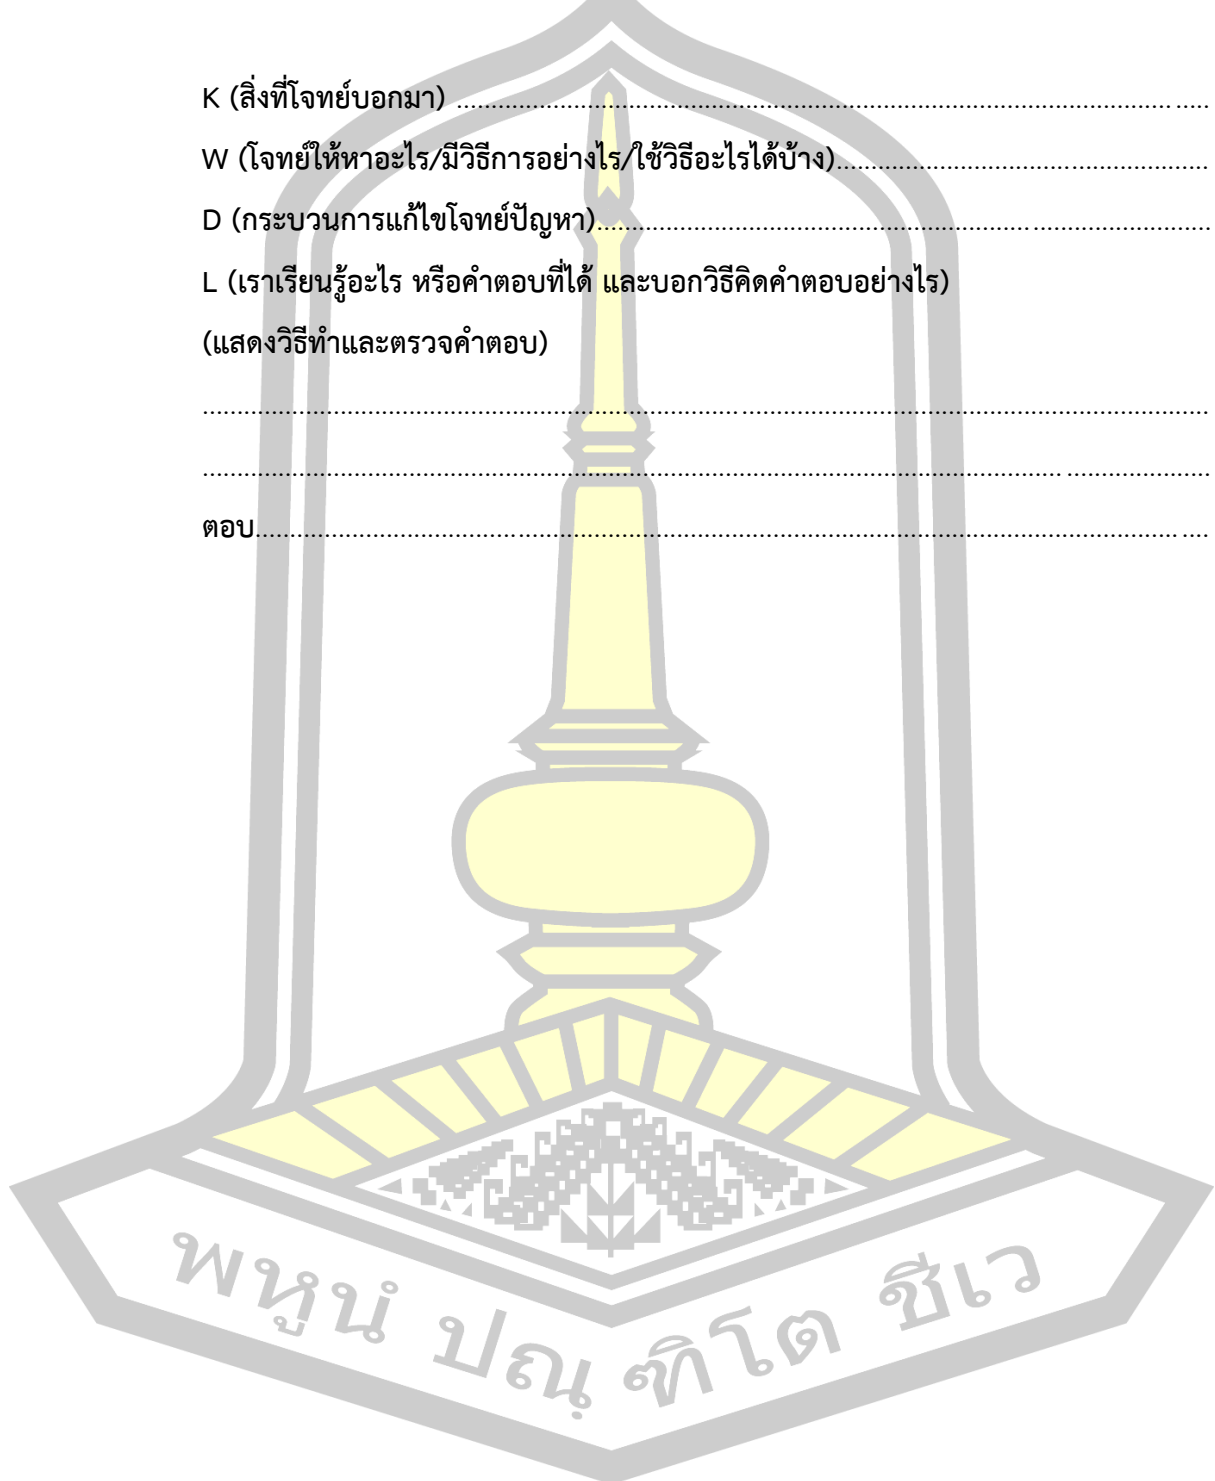 K (สิ่งที่โจทย์บอกมา) ........................................................................................................
W (โจทย์ให้หาอะไร/มีวิธีการอย่างไร/ใช้วิธีอะไรได้บ้าง)......................................................
D (กระบวนการแก้ไขโจทย์ปัญหา).........................................................................................
L (เราเรียนรู้อะไร หรือคำตอบที่ได้ และบอกวิธีคิดคำตอบอย่างไร)
(แสดงวิธีทำและตรวจคำตอบ)
..................................................................................................................................................
..................................................................................................................................................
ตอบ..........................................................................................................................................
พหูนํ ปณฺฑิโต ชีเว